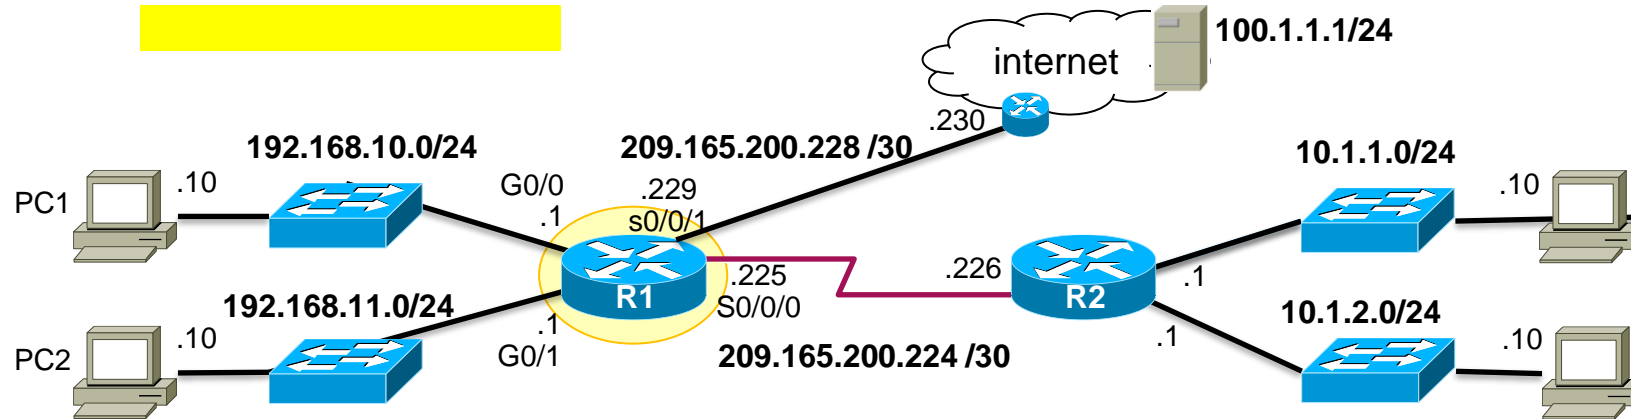 100.1.1.1/24
internet
.230
192.168.10.0/24
209.165.200.228 /30
10.1.1.0/24
PC1
.10
G0/0
.1
.229
s0/0/1
.10
.225
S0/0/0
.226
.1
R1
R2
192.168.11.0/24
.1
G0/1
10.1.2.0/24
.1
PC2
.10
209.165.200.224 /30
.10